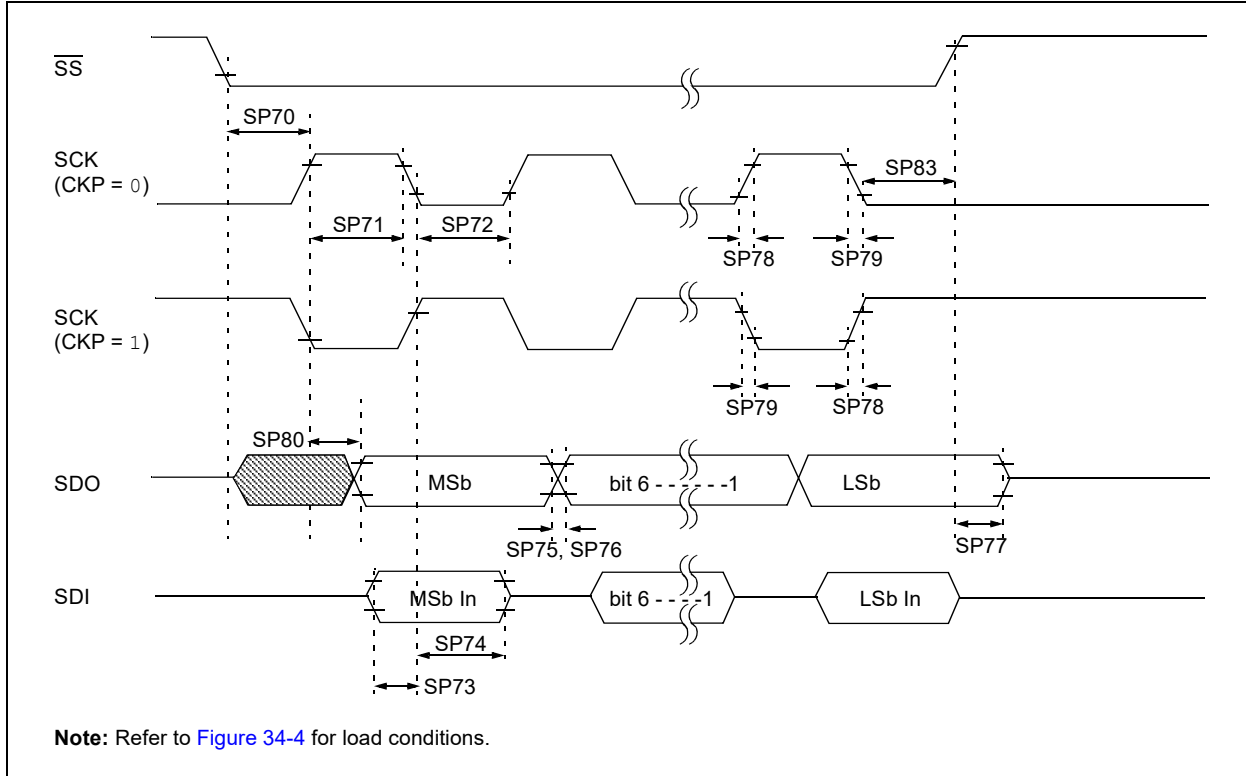 SS
SP70
SCK
(CKP = 0)
SP83
SP71
SP72
SP78
SP79
SCK
(CKP = 1)
SP79
SP78
SP80
SDO
MSb
bit 6 - - - - - - -1
LSb
SP75, SP76
SP77
SDI
MSb In
bit 6 - - - - -1
LSb In
SP74
SP73
Note: Refer to Figure 34-4 for load conditions.